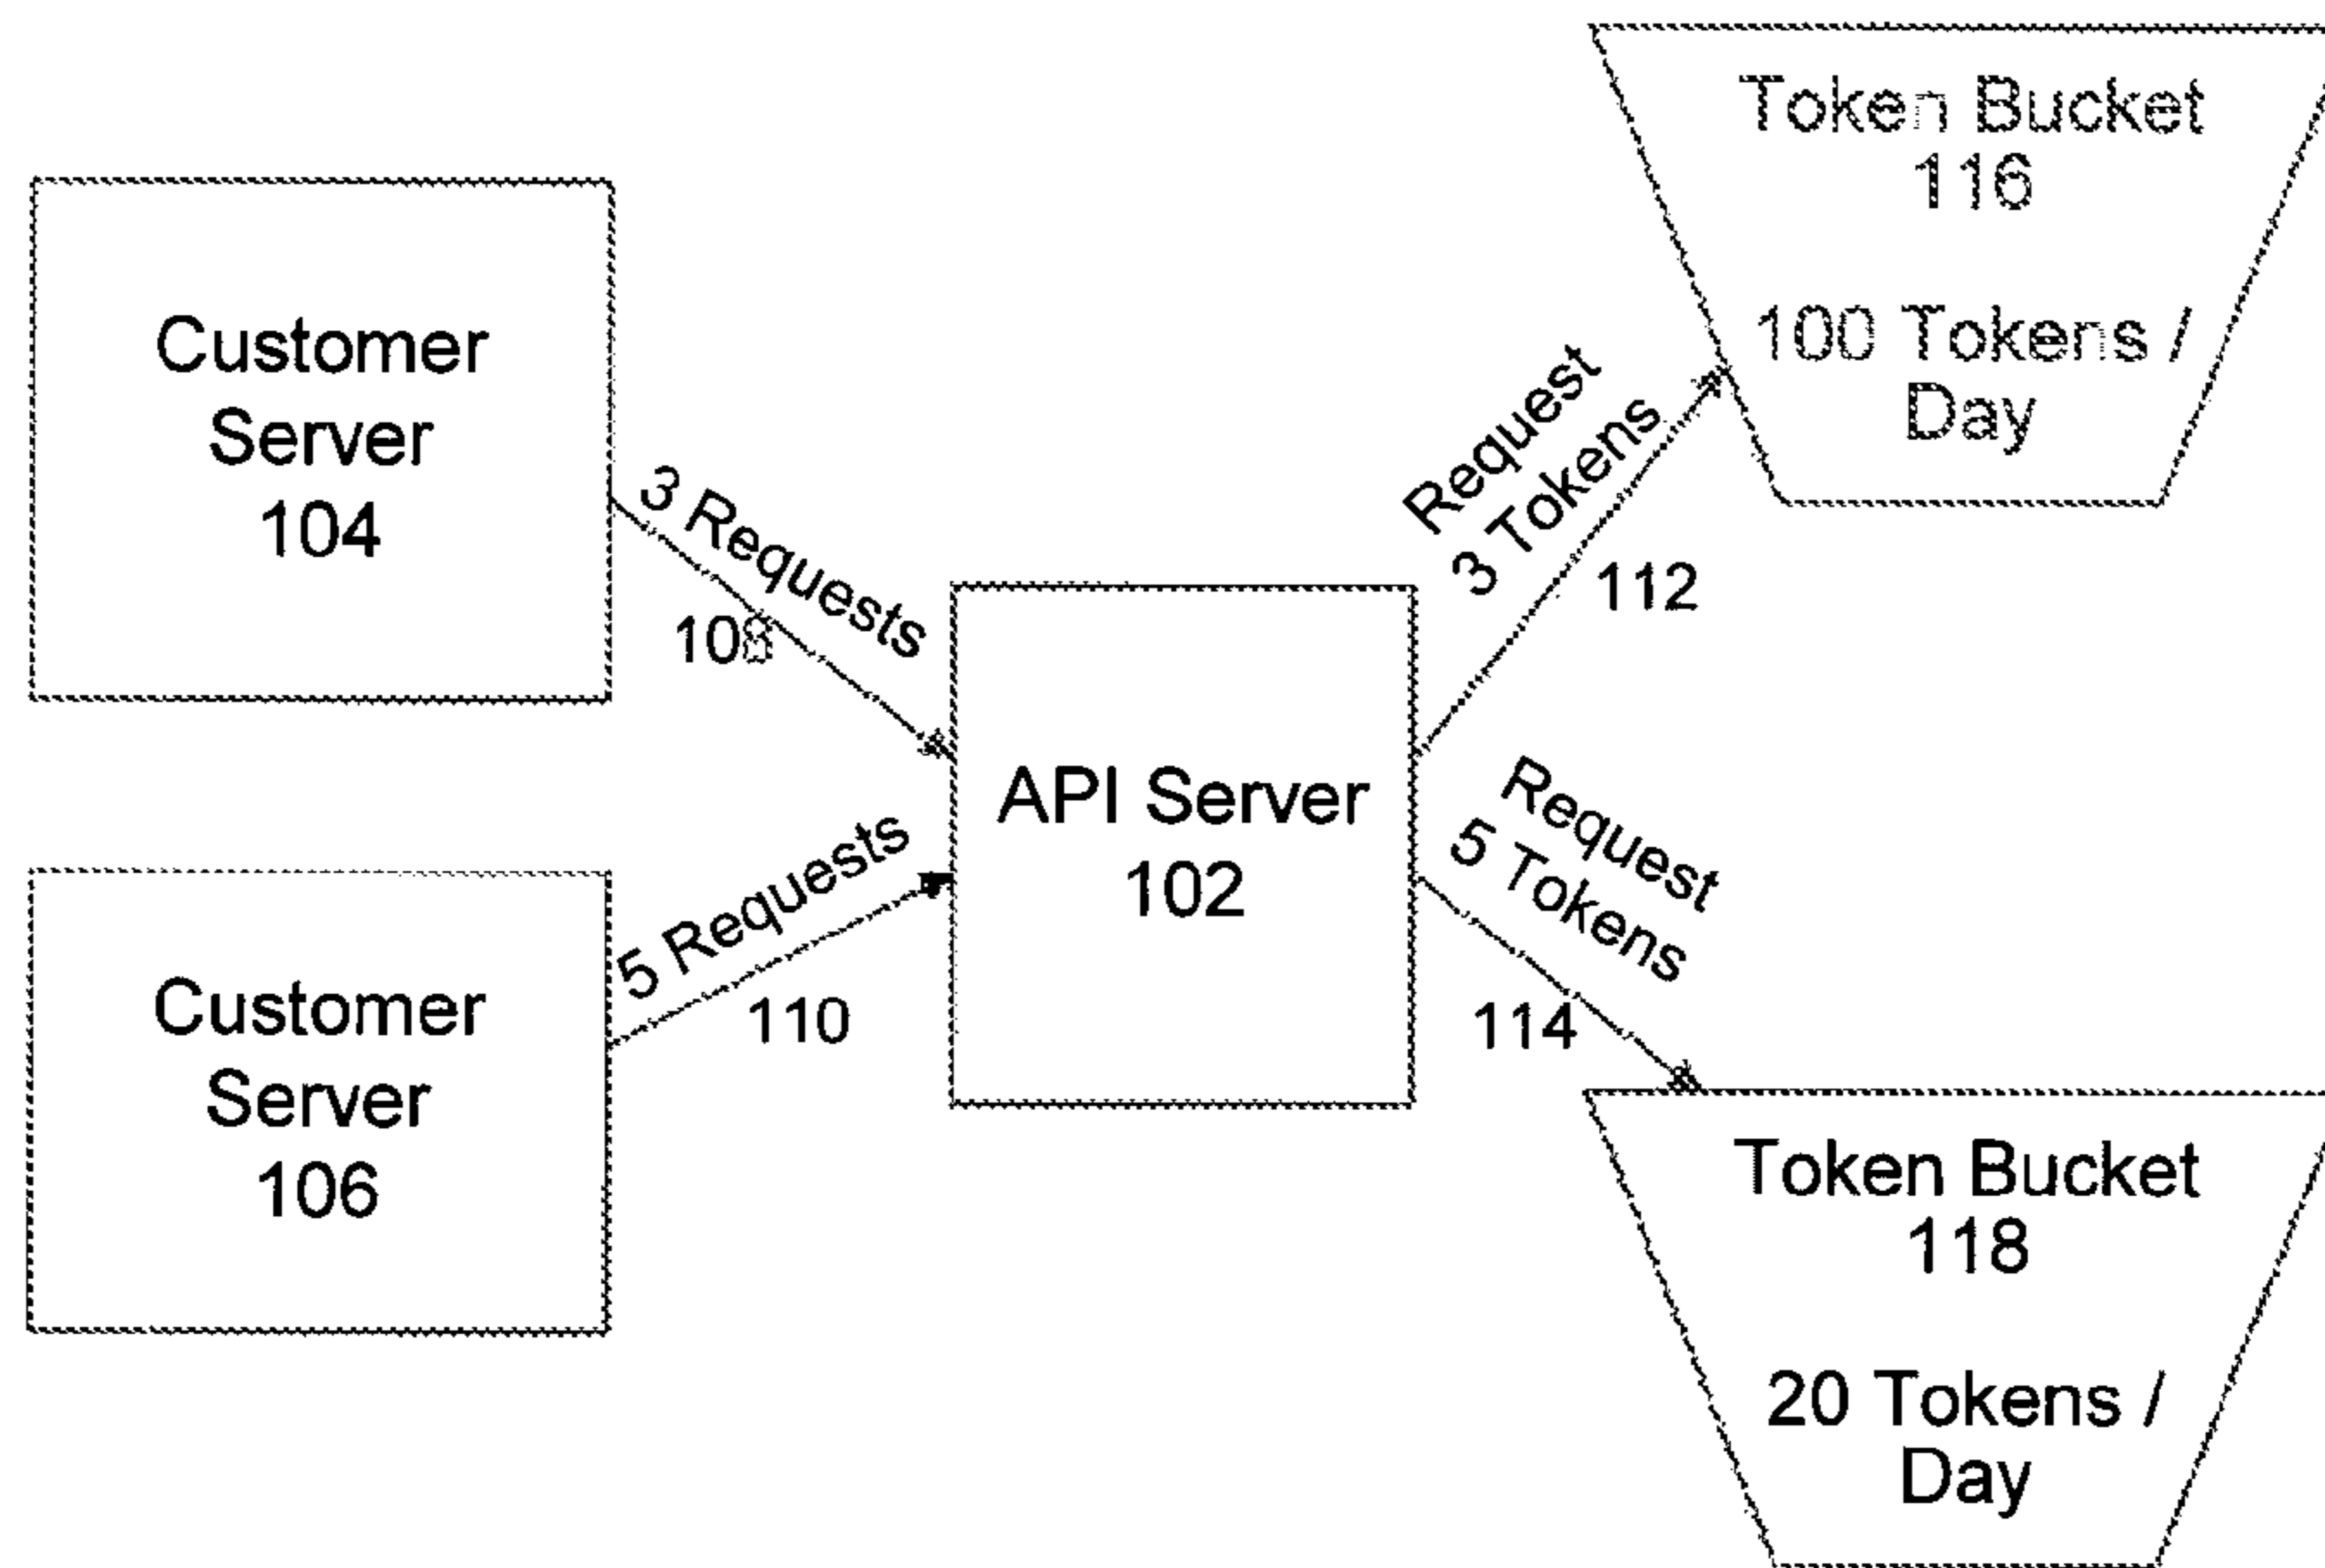 Token Bucket
116
100 Tokens /
Day
Customer
Server
104
3 Requests
108
Request
3 Tokens
112
API Server
102
Customer
Server
106
5 Requests
110
Request
5 Tokens
114
Token Bucket
118
20 Tokens /
Day